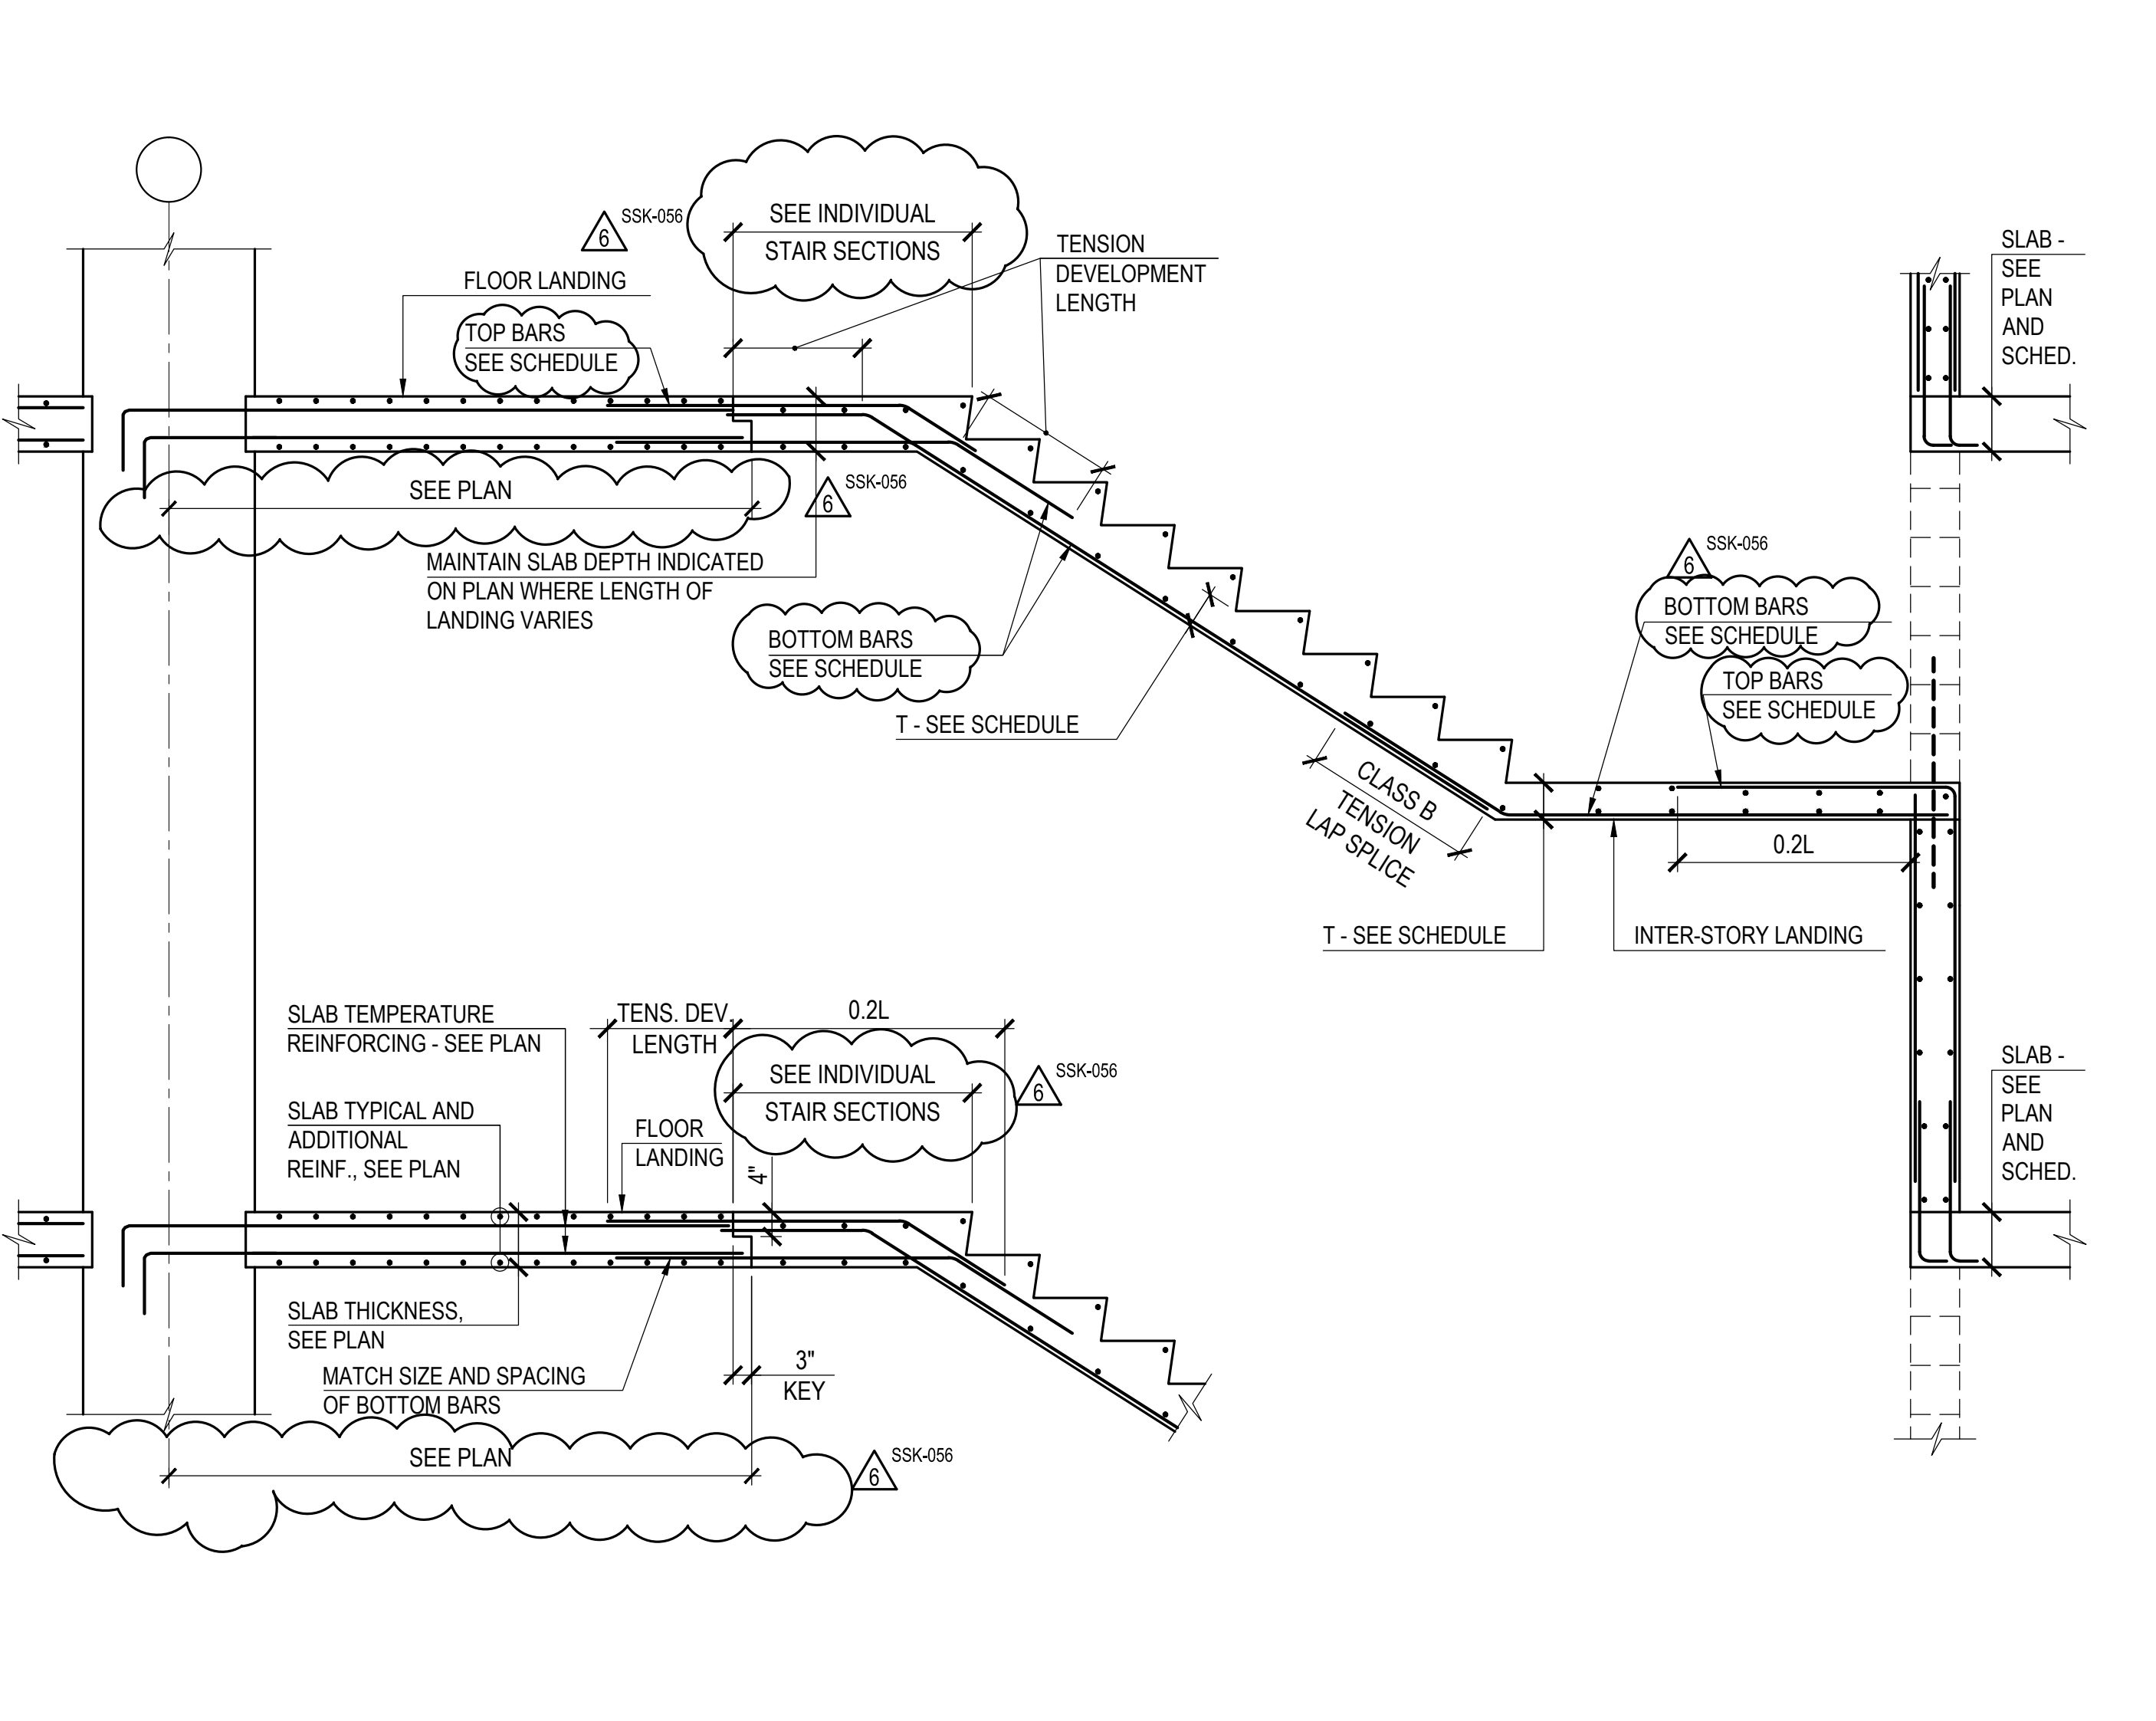 SEE INDIVIDUAL
STAIR SECTIONS
6
SSK-056
TENSION
DEVELOPMENT
LENGTH
FLOOR LANDING
TOP BARS
SEE SCHEDULE
SLAB -
SEE
PLAN
AND
SCHED.
SEE PLAN
6
SSK-056
MAINTAIN SLAB DEPTH INDICATED
ON PLAN WHERE LENGTH OF
LANDING VARIES
BOTTOM BARS
SEE SCHEDULE
T - SEE SCHEDULE
6
SSK-056
BOTTOM BARS
SEE SCHEDULE
TOP BARS
SEE SCHEDULE
CLASS B
TENSION
LAP SPLICE
0.2L
T - SEE SCHEDULE
INTER-STORY LANDING
SLAB TEMPERATURE
REINFORCING - SEE PLAN
TENS. DEV.
LENGTH
0.2L
SEE INDIVIDUAL
STAIR SECTIONS
6
SSK-056
SLAB TYPICAL AND
ADDITIONAL
REINF., SEE PLAN
FLOOR
LANDING
4"
SLAB -
SEE
PLAN
AND
SCHED.
SLAB THICKNESS,
SEE PLAN
MATCH SIZE AND SPACING
OF BOTTOM BARS
3"
KEY
SEE PLAN
6
SSK-056